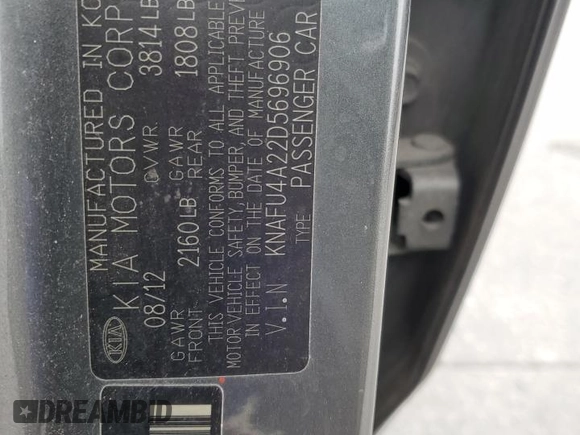 MANUFACTURED IN KO
KIA MOTORS CORP
08/12 GVWR 3814LB
GAWR FRONT 2160LB GAWR REAR 1808LB
THIS VEHICLE CONFORMS TO ALL APPLICABLE
MOTOR VEHICLE SAFETY, BUMPER, AND THEFT PREVE
IN EFFECT ON THE DATE OF MANUFACTURE
V.I.N KNAFU4A22D5696906
TYPE PASSENGER CAR
KIA
DREAMBID